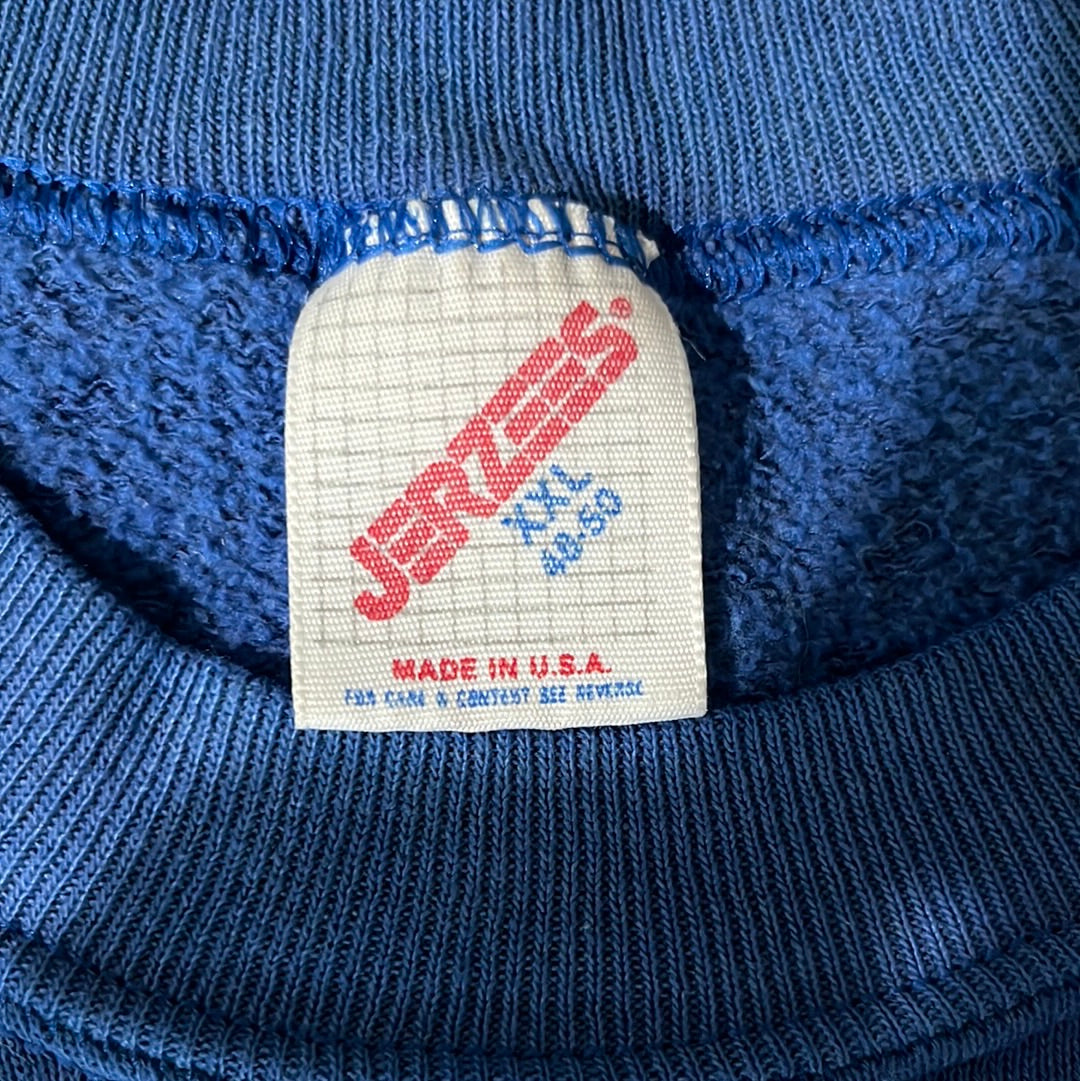 JERZEES®
XXL
48-50
MADE IN U.S.A.
FOR CARE & CONTENT SEE REVERSE